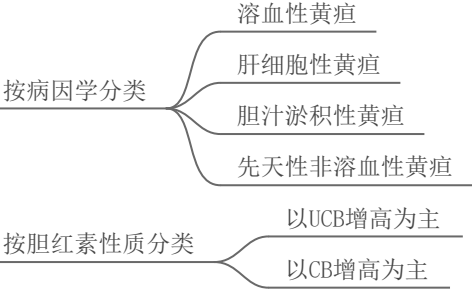 按病因学分类
溶血性黄疸
肝细胞性黄疸
胆汁淤积性黄疸
先天性非溶血性黄疸
按胆红素性质分类
以UCB增高为主
以CB增高为主